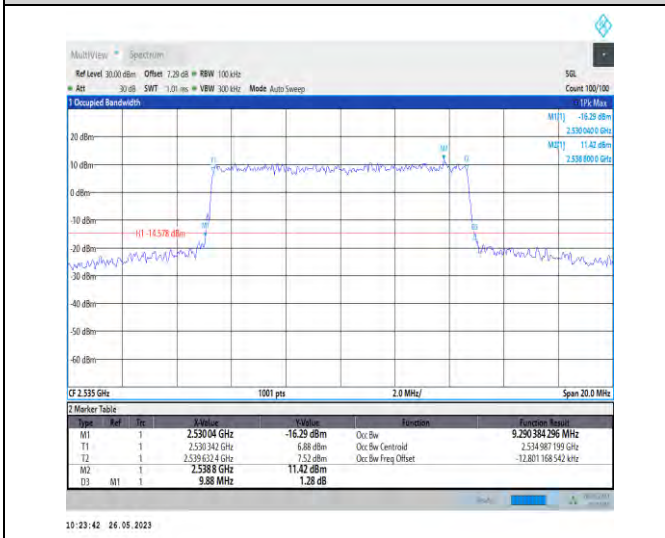 MultiView Spectrum
Ref Level 30.00 dBm Offset 7.29 dB RBW 100 kHz SGL
Att 30 dB SWT 1.01 ms VBW 300 kHz Mode Auto Sweep Count 100/100
1 Occupied Bandwidth 1Pk Max
M1[1] -16.29 dBm
2.530 040 0 GHz
M2[1] 11.42 dBm
2.538 800 0 GHz
20 dBm
10 dBm
0 dBm
-10 dBm
H1 -14.578 dBm
-20 dBm
-30 dBm
-40 dBm
-50 dBm
-60 dBm
T1
M2
T2
M1
D3
CF 2.535 GHz 1001 pts 2.0 MHz/ Span 20.0 MHz
2 Marker Table
Type Ref Trc X-Value Y-Value Function Function Result
M1 1 2.530 04 GHz -16.29 dBm Occ Bw 9.290 384 296 MHz
T1 1 2.530 342 GHz 6.88 dBm Occ Bw Centroid 2.534 987 199 GHz
T2 1 2.539 632 4 GHz 7.52 dBm Occ Bw Freq Offset -12.801 168 542 kHz
M2 1 2.538 8 GHz 11.42 dBm
D3 M1 1 9.88 MHz 1.28 dB
10:23:42 26.05.2023